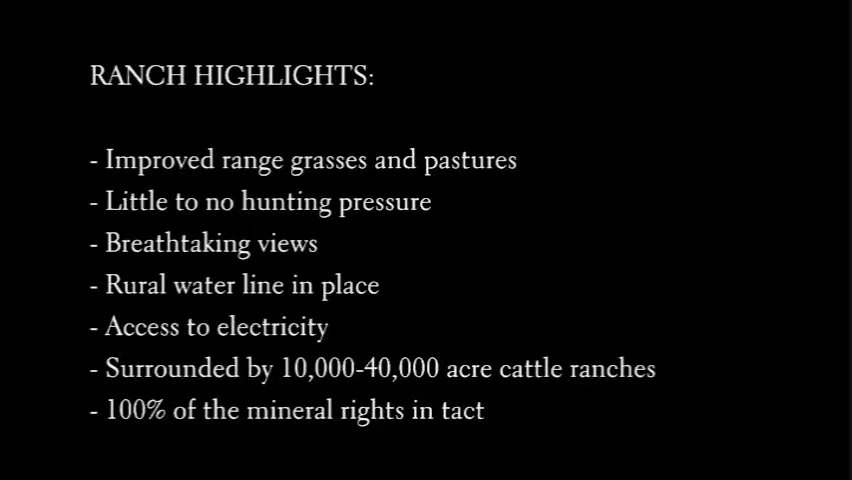 RANCH HIGHLIGHTS:
- Improved range grasses and pastures
- Little to no hunting pressure
- Breathtaking views
- Rural water line in place
- Access to electricity
- Surrounded by 10,000-40,000 acre cattle ranches
- 100% of the mineral rights in tact